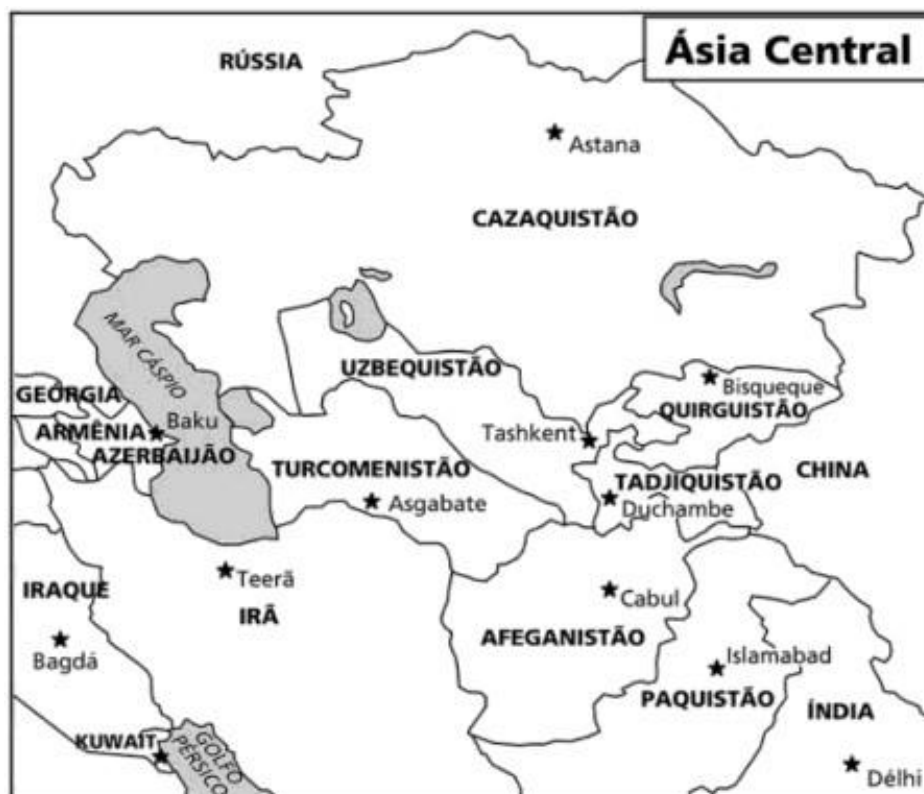 Ásia Central
RÚSSIA
Astana
CAZAQUISTÃO
MAR CÁSPIO
UZBEQUISTÃO
Bisqueque
QUIRGUISTÃO
GEÓRGIA
Baku
ARMÊNIA
AZERBAIJÃO
Tashkent
TURCOMENISTÃO
Asgabate
TADJIQUISTÃO
Duchambe
CHINA
Teerã
IRÃ
IRAQUE
Bagdá
Cabul
AFEGANISTÃO
Islamabad
PAQUISTÃO
ÍNDIA
KUWAIT
GOLFO
PÉRSICO
Délhi